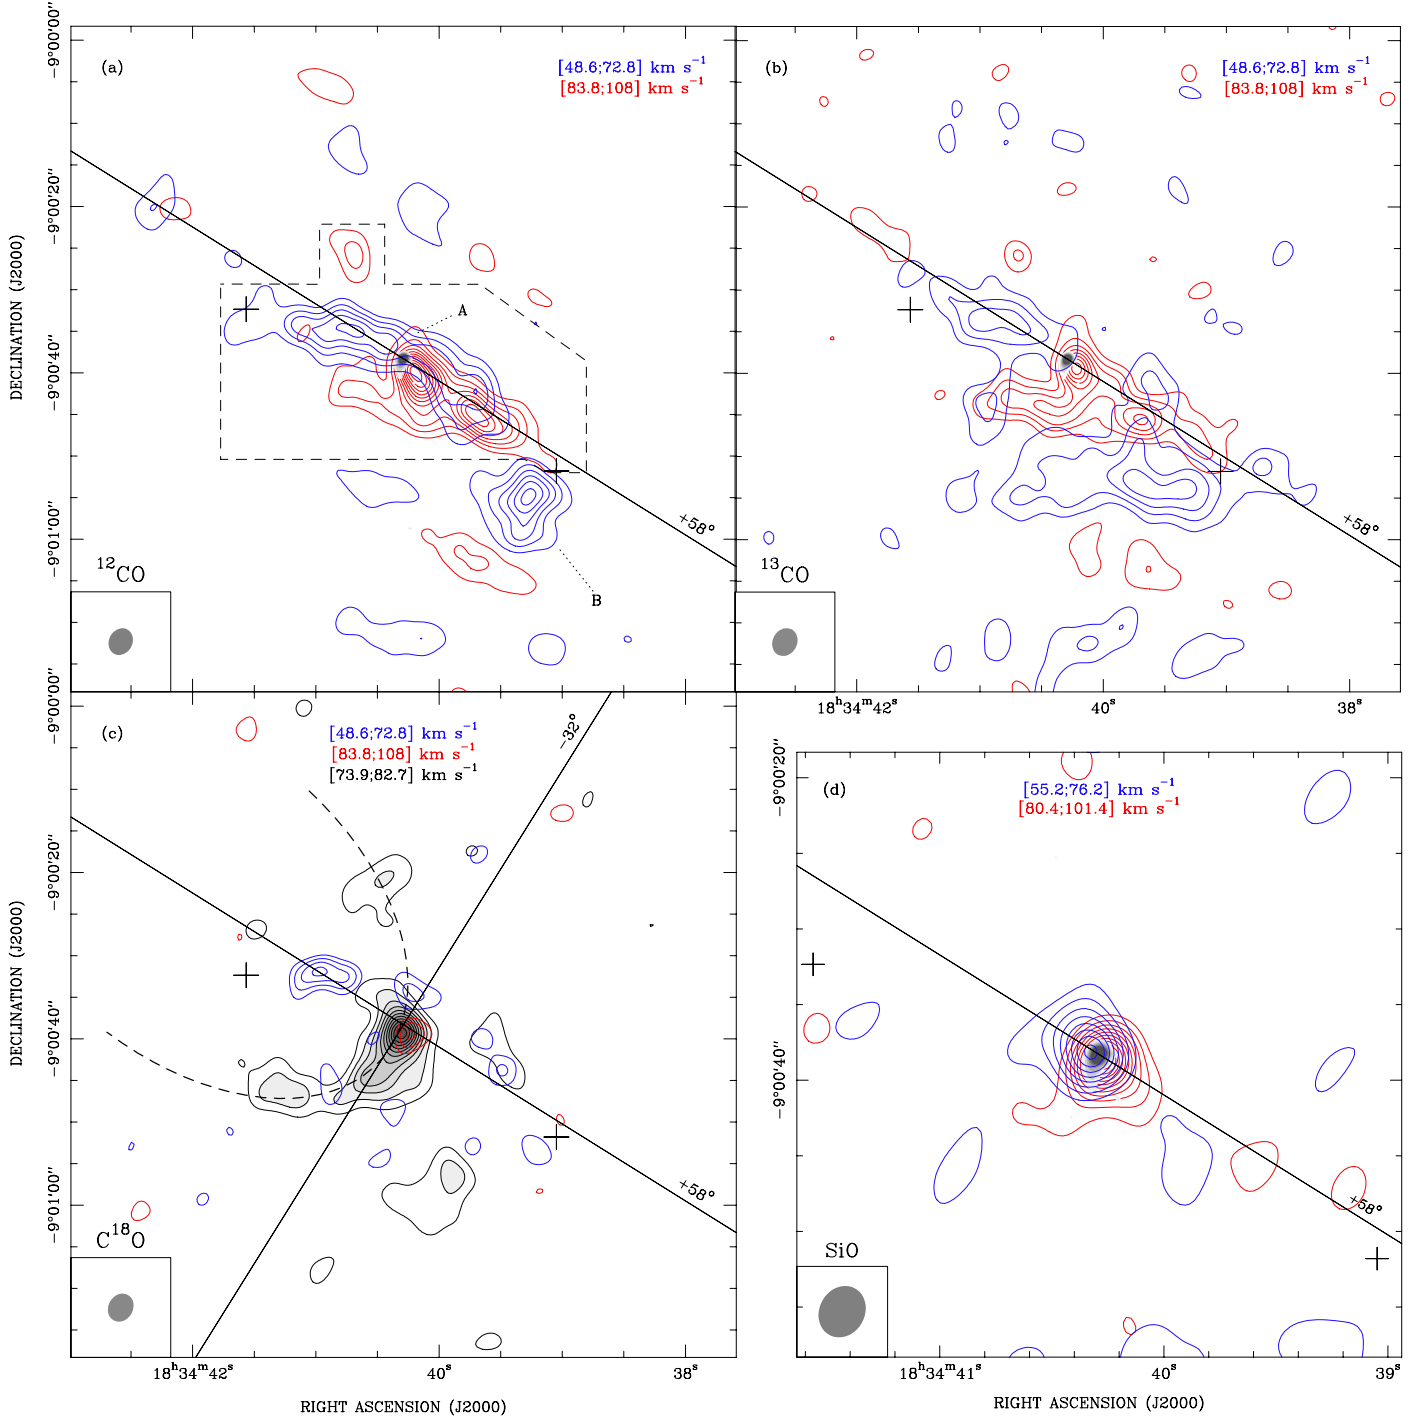 (a)
[48.6;72.8] km s⁻¹
[83.8;108] km s⁻¹
A
B
+58°
¹²CO
−9°00′00″
−9°00′20″
−9°00′40″
−9°01′00″
DECLINATION (J2000)
(b)
[48.6;72.8] km s⁻¹
[83.8;108] km s⁻¹
+58°
¹³CO
18ʰ34ᵐ42ˢ
40ˢ
38ˢ
(c)
[48.6;72.8] km s⁻¹
[83.8;108] km s⁻¹
[73.9;82.7] km s⁻¹
−32°
+58°
C¹⁸O
−9°00′00″
−9°00′20″
−9°00′40″
−9°01′00″
DECLINATION (J2000)
18ʰ34ᵐ42ˢ
40ˢ
38ˢ
RIGHT ASCENSION (J2000)
(d)
[55.2;76.2] km s⁻¹
[80.4;101.4] km s⁻¹
+58°
SiO
−9°00′20″
−9°00′40″
18ʰ34ᵐ41ˢ
40ˢ
39ˢ
RIGHT ASCENSION (J2000)